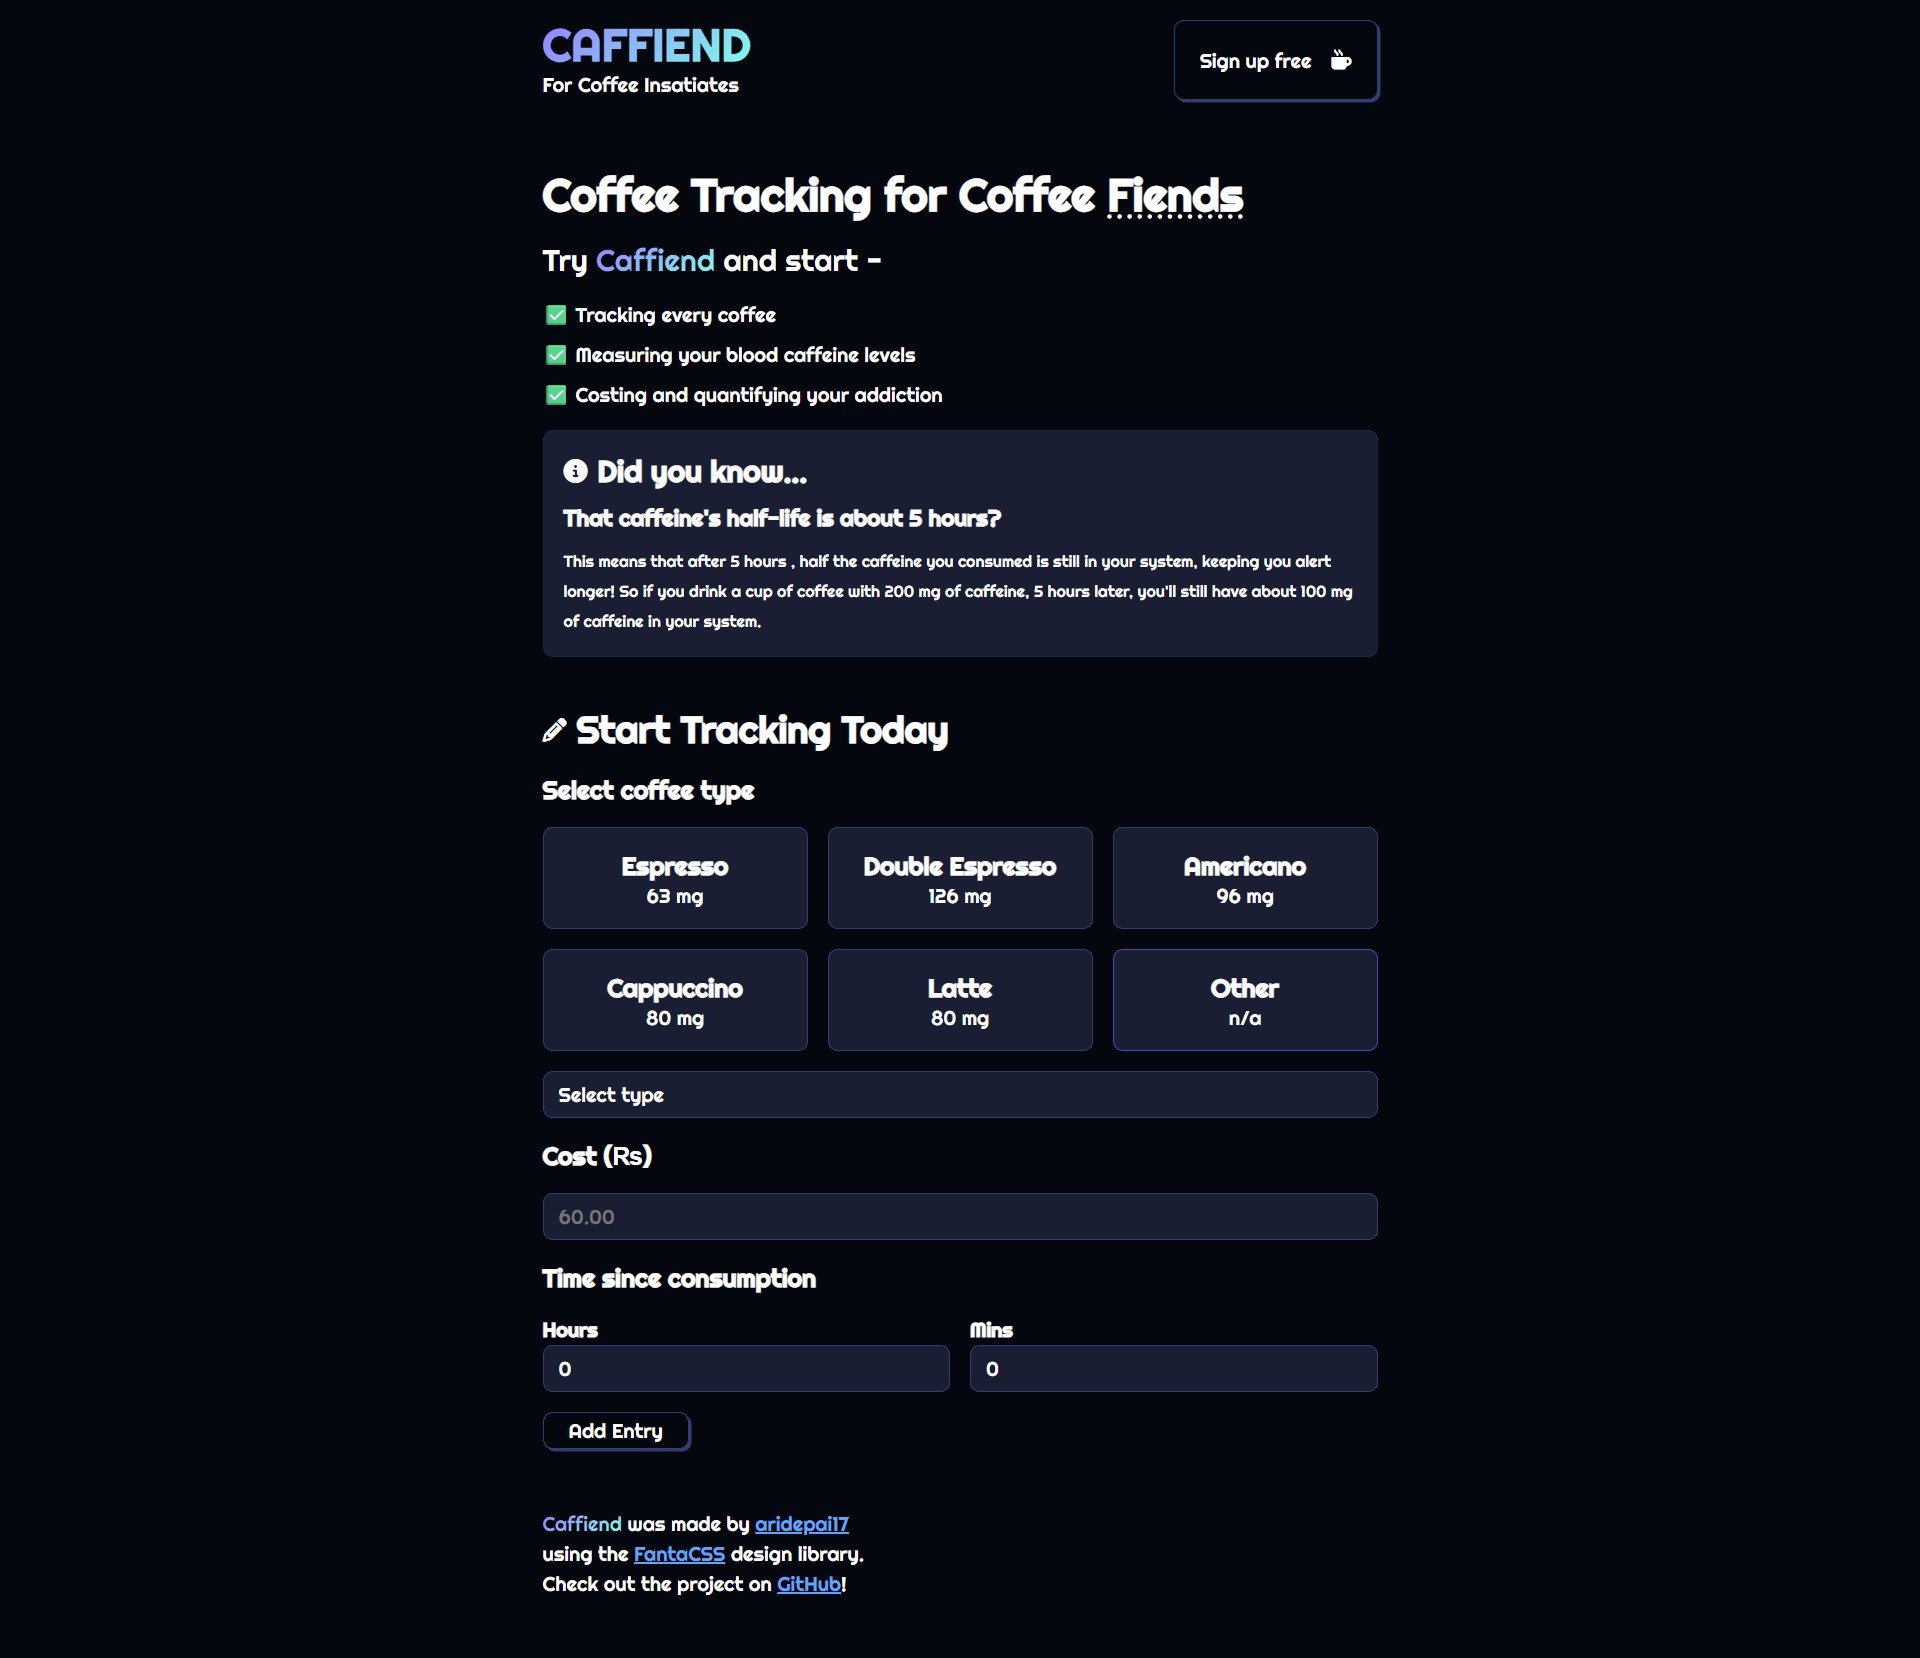 CAFFIEND
For Coffee Insatiates
Sign up free
Coffee Tracking for Coffee Fiends
Try Caffiend and start -
✅ Tracking every coffee
✅ Measuring your blood caffeine levels
✅ Costing and quantifying your addiction
Did you know...
That caffeine's half-life is about 5 hours?
This means that after 5 hours , half the caffeine you consumed is still in your system, keeping you alert
longer! So if you drink a cup of coffee with 200 mg of caffeine, 5 hours later, you'll still have about 100 mg
of caffeine in your system.
Start Tracking Today
Select coffee type
Espresso
63 mg
Double Espresso
126 mg
Americano
96 mg
Cappuccino
80 mg
Latte
80 mg
Other
n/a
Select type
Cost (₨)
60.00
Time since consumption
Hours
Mins
0
0
Add Entry
Caffiend was made by aridepai17
using the FantaCSS design library.
Check out the project on GitHub!